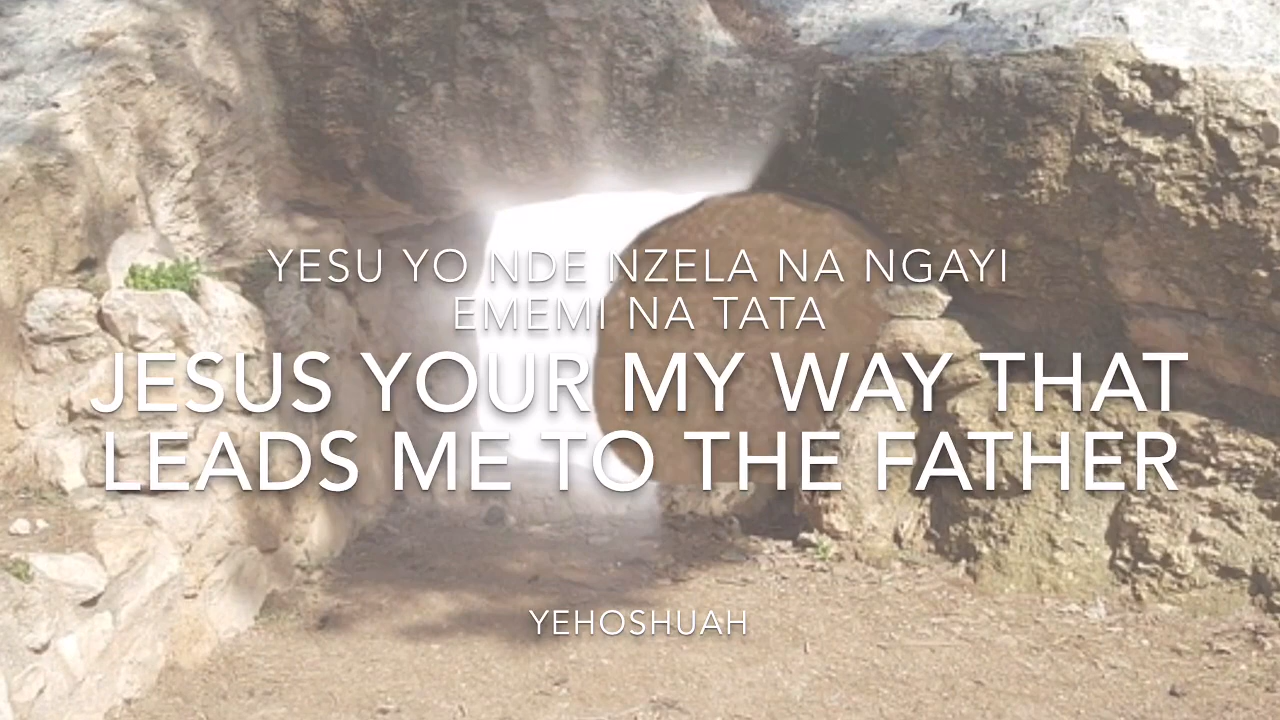 YESU YO NDE NZELA NA NGAYI
EMEMI NA TATA
JESUS YOUR MY WAY THAT
LEADS ME TO THE FATHER
YEHOSHUAH